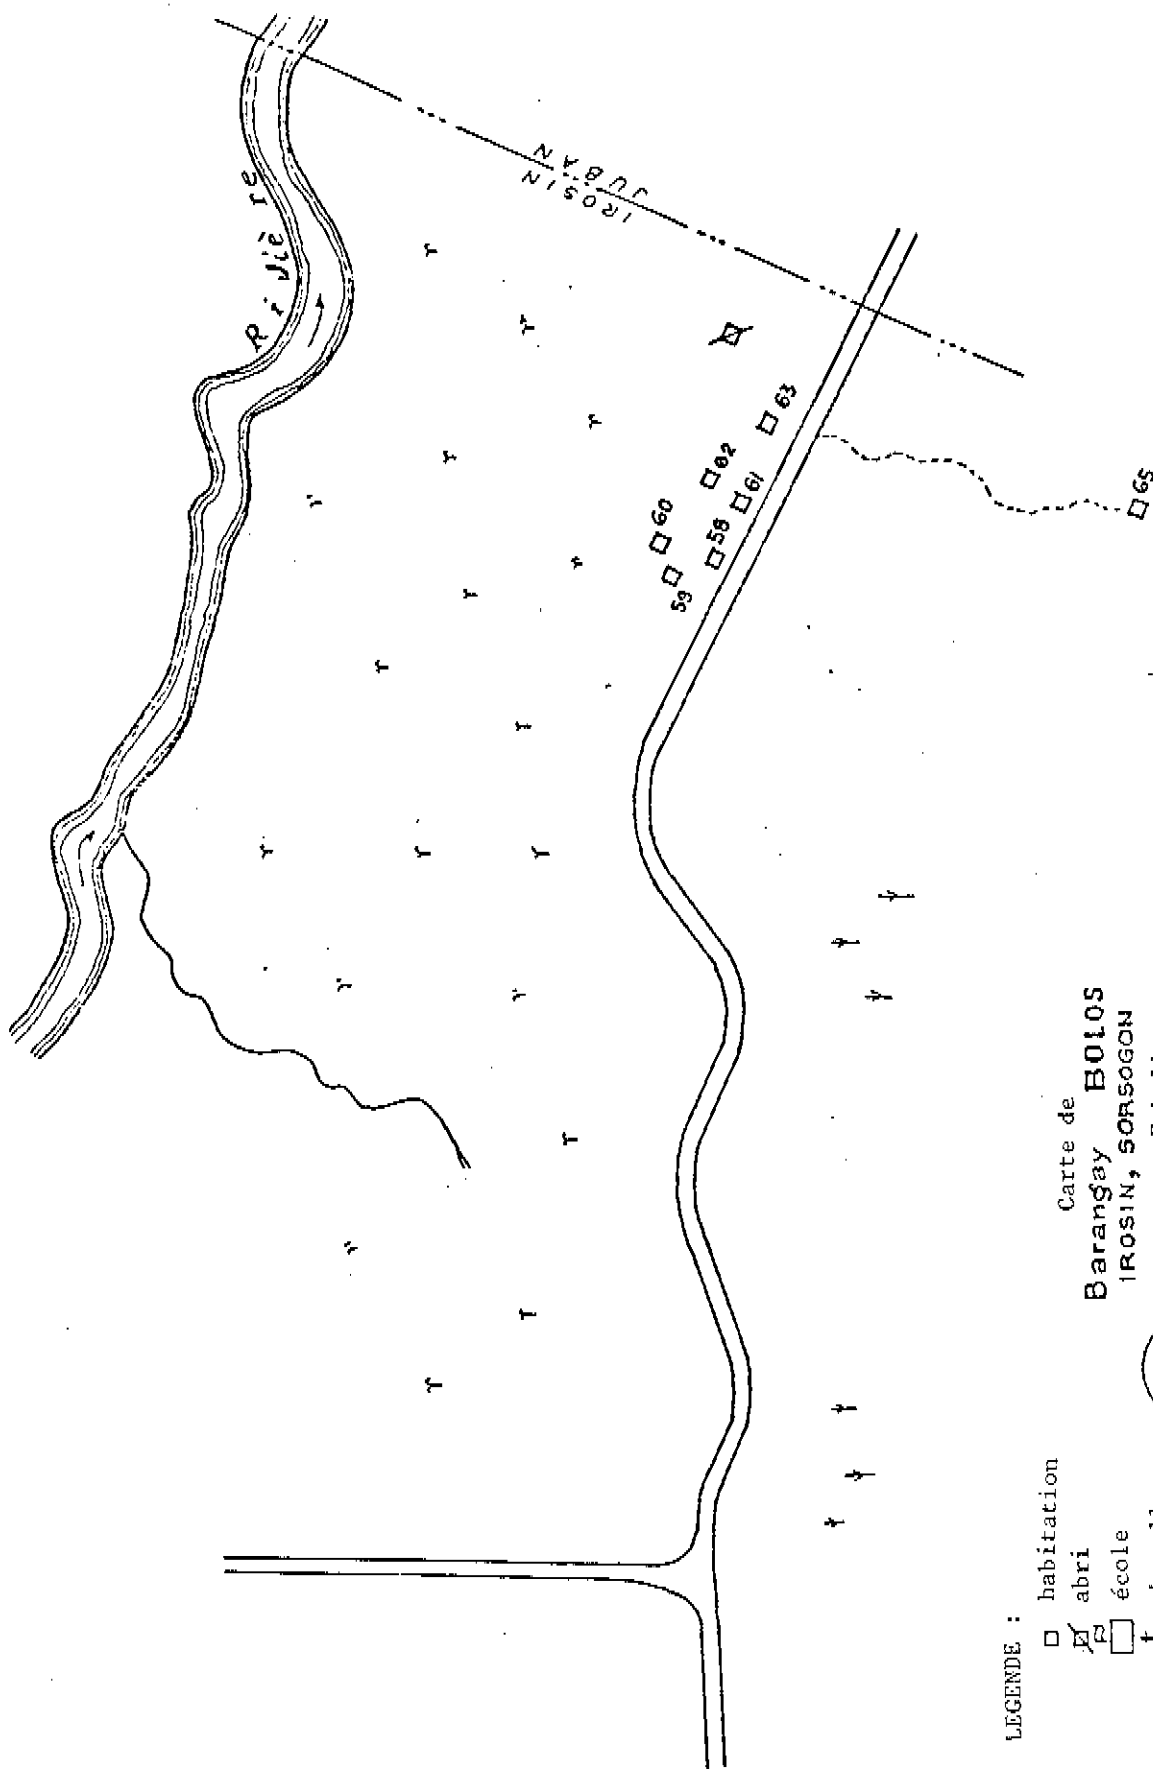 Rivière
IROSIN
JUBAN
60
59
62
58
61
63
65
Carte de
Barangay BOLOS
IROSIN, SORSOGON
LEGENDE :
habitation
abri
école